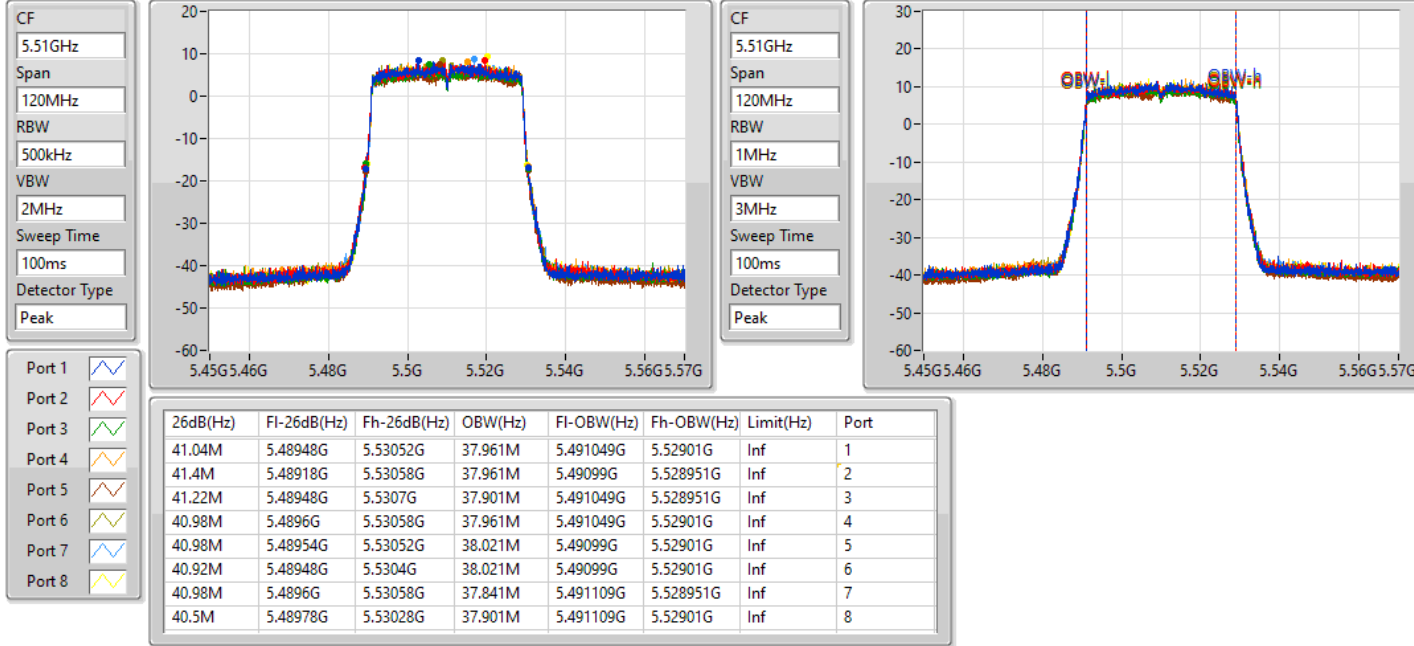 CF
5.51GHz
Span
120MHz
RBW
500kHz
VBW
2MHz
Sweep Time
100ms
Detector Type
Peak
20
10
0
-10
-20
-30
-40
-50
-60
5.45G 5.46G 5.48G 5.5G 5.52G 5.54G 5.56G 5.57G
CF
5.51GHz
Span
120MHz
RBW
1MHz
VBW
3MHz
Sweep Time
100ms
Detector Type
Peak
30
20
10
0
-10
-20
-30
-40
-50
-60
OBW-l OBW-h
5.45G 5.46G 5.48G 5.5G 5.52G 5.54G 5.56G
Port 1
Port 2
Port 3
Port 4
Port 5
Port 6
Port 7
Port 8
26dB(Hz) Fl-26dB(Hz) Fh-26dB(Hz) OBW(Hz) Fl-OBW(Hz) Fh-OBW(Hz) Limit(Hz) Port
41.04M 5.48948G 5.53052G 37.961M 5.491049G 5.52901G Inf 1
41.4M 5.48918G 5.53058G 37.961M 5.49099G 5.528951G Inf 2
41.22M 5.48948G 5.5307G 37.901M 5.491049G 5.528951G Inf 3
40.98M 5.4896G 5.53058G 37.961M 5.491049G 5.52901G Inf 4
40.98M 5.48954G 5.53052G 38.021M 5.49099G 5.52901G Inf 5
40.92M 5.48948G 5.5304G 38.021M 5.49099G 5.52901G Inf 6
40.98M 5.4896G 5.53058G 37.841M 5.491109G 5.528951G Inf 7
40.5M 5.48978G 5.53028G 37.901M 5.491109G 5.52901G Inf 8